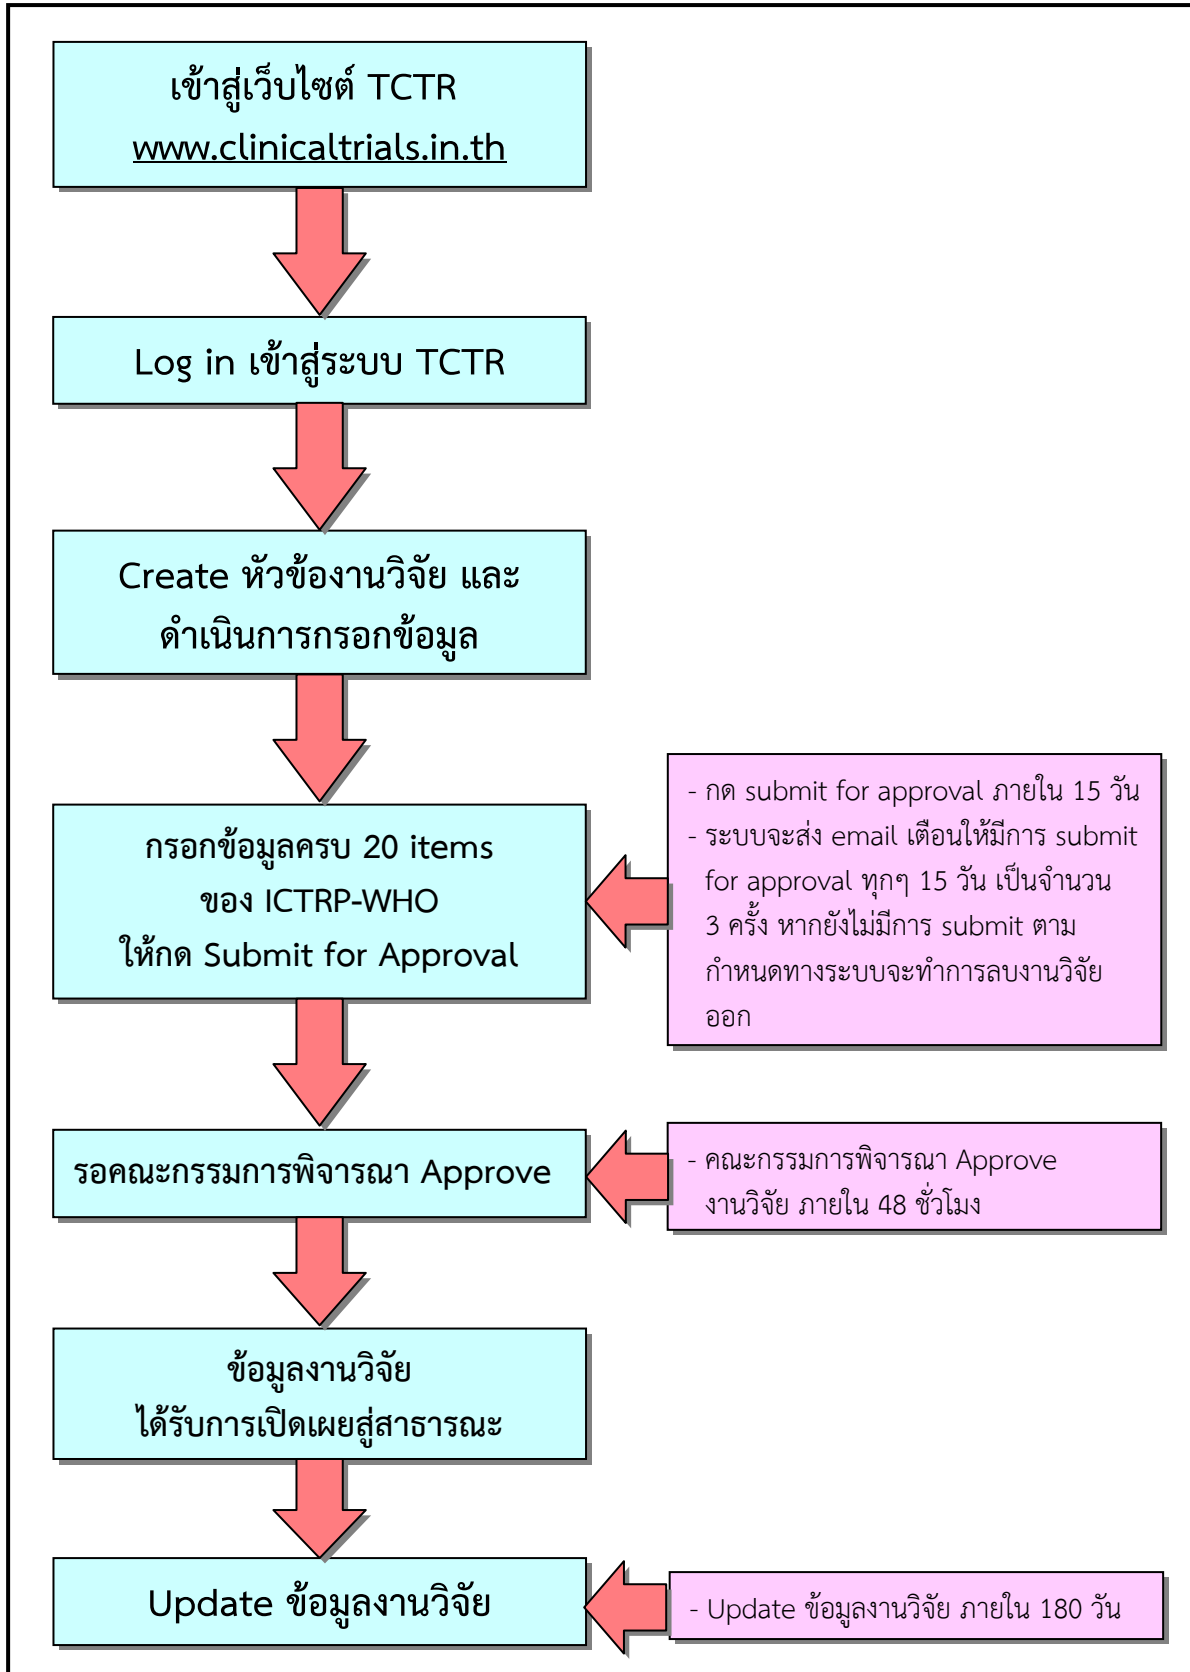 เข้าสู่เว็บไซต์ TCTR
www.clinicaltrials.in.th
Log in เข้าสู่ระบบ TCTR
Create หัวข้องานวิจัย และ
ดำเนินการกรอกข้อมูล
กรอกข้อมูลครบ 20 items
ของ ICTRP-WHO
ให้กด Submit for Approval
- กด submit for approval ภายใน 15 วัน
- ระบบจะส่ง email เตือนให้มีการ submit
for approval ทุกๆ 15 วัน เป็นจำนวน
3 ครั้ง หากยังไม่มีการ submit ตาม
กำหนดทางระบบจะทำการลบงานวิจัย
ออก
รอคณะกรรมการพิจารณา Approve
- คณะกรรมการพิจารณา Approve
งานวิจัย ภายใน 48 ชั่วโมง
ข้อมูลงานวิจัย
ได้รับการเปิดเผยสู่สาธารณะ
Update ข้อมูลงานวิจัย
- Update ข้อมูลงานวิจัย ภายใน 180 วัน